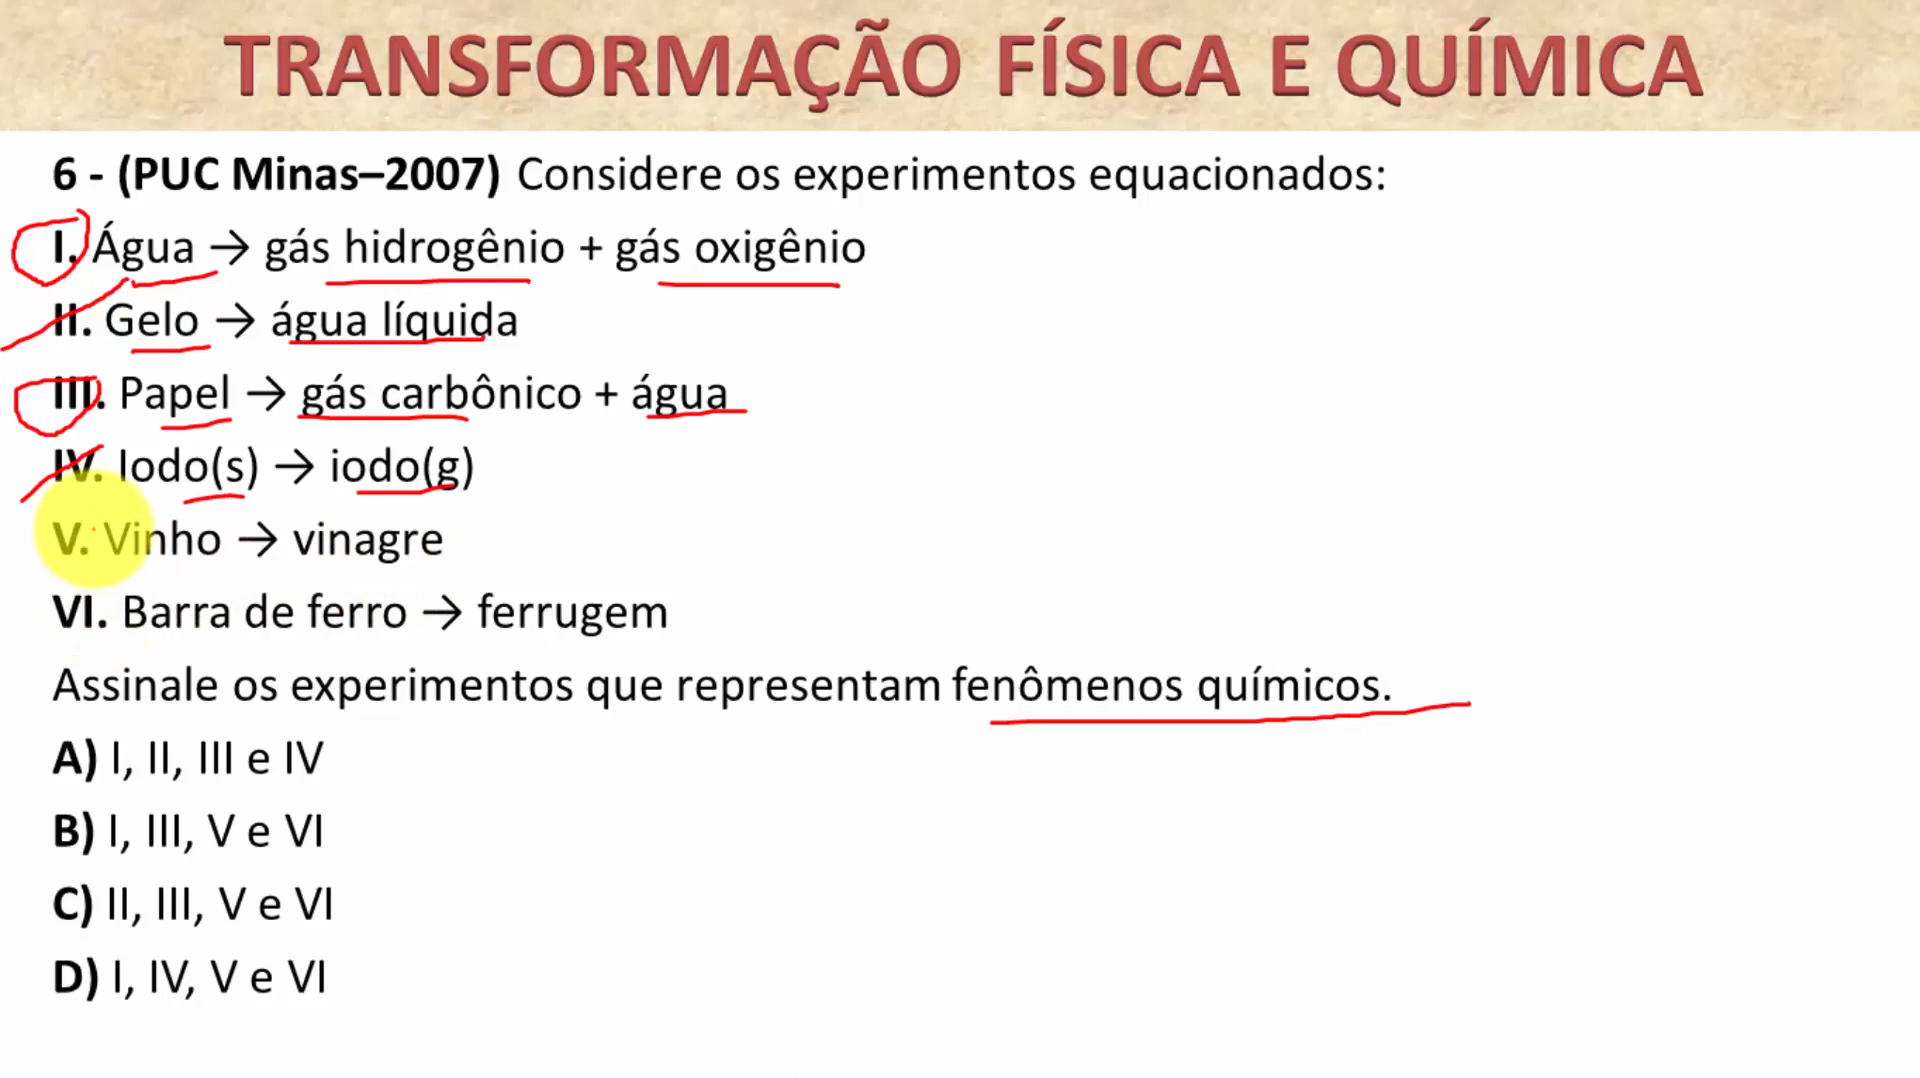 TRANSFORMAÇÃO FÍSICA E QUÍMICA
6 - (PUC Minas–2007) Considere os experimentos equacionados:
I. Água → gás hidrogênio + gás oxigênio
II. Gelo → água líquida
III. Papel → gás carbônico + água
IV. Iodo(s) → iodo(g)
V. Vinho → vinagre
VI. Barra de ferro → ferrugem
Assinale os experimentos que representam fenômenos químicos.
A) I, II, III e IV
B) I, III, V e VI
C) II, III, V e VI
D) I, IV, V e VI